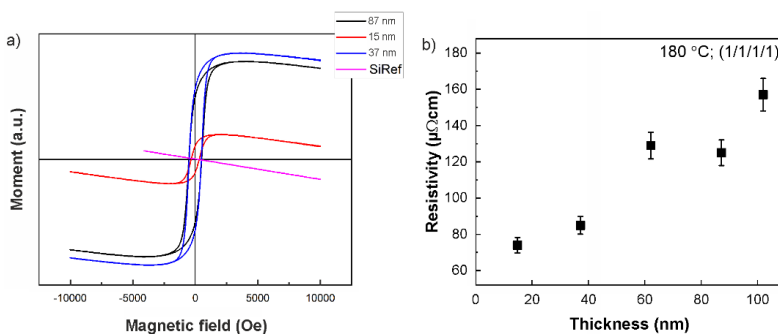 a)
87 nm
15 nm
37 nm
SiRef
Moment (a.u.)
-10000
-5000
0
5000
10000
Magnetic field (Oe)
b)
180 °C; (1/1/1/1)
Resistivity (µΩcm)
160
140
120
100
80
60
0
20
40
60
80
100
Thickness (nm)